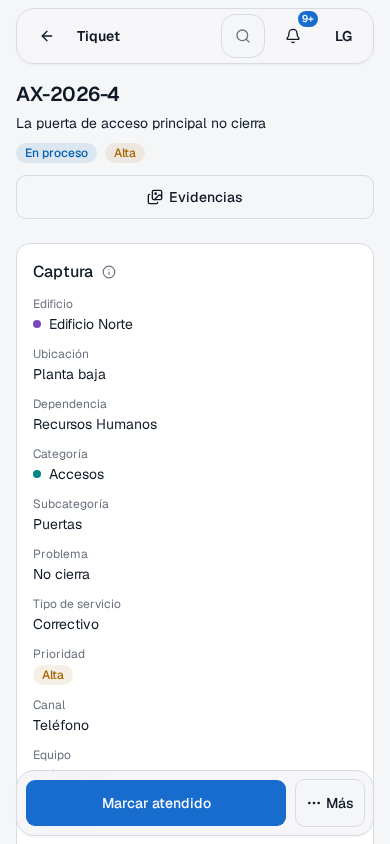 Tiquet
9+
LG
AX-2026-4
La puerta de acceso principal no cierra
En proceso
Alta
Evidencias
Captura
Edificio
Edificio Norte
Ubicación
Planta baja
Dependencia
Recursos Humanos
Categoría
Accesos
Subcategoría
Puertas
Problema
No cierra
Tipo de servicio
Correctivo
Prioridad
Alta
Canal
Teléfono
Equipo
Marcar atendido
Más